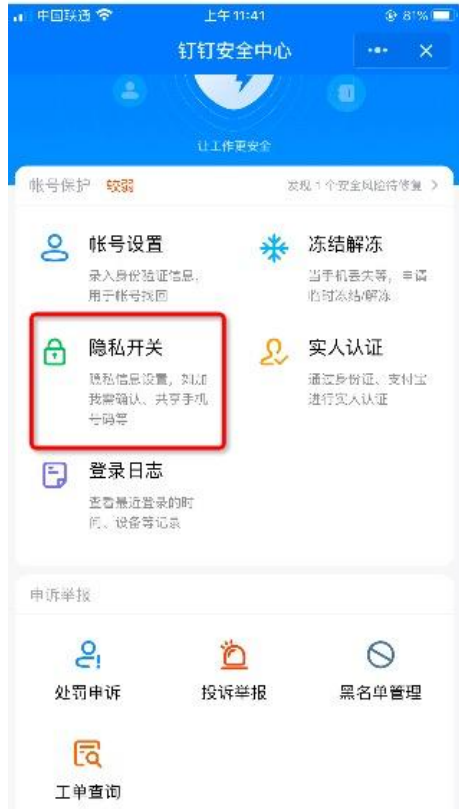 中国联通
上午11:41
81%
钉钉安全中心
让工作更安全
帐号保护 较弱
发现1个安全风险待修复
帐号设置
录入身份验证信息，
用于帐号找回
冻结解冻
当手机丢失等，申请
临时冻结/解冻
隐私开关
隐私信息设置，如加
我需确认、共享手机
号码等
实人认证
通过身份证、支付宝
进行实人认证
登录日志
查看最近登录的时
间、设备等记录
申诉举报
处罚申诉
投诉举报
黑名单管理
工单查询